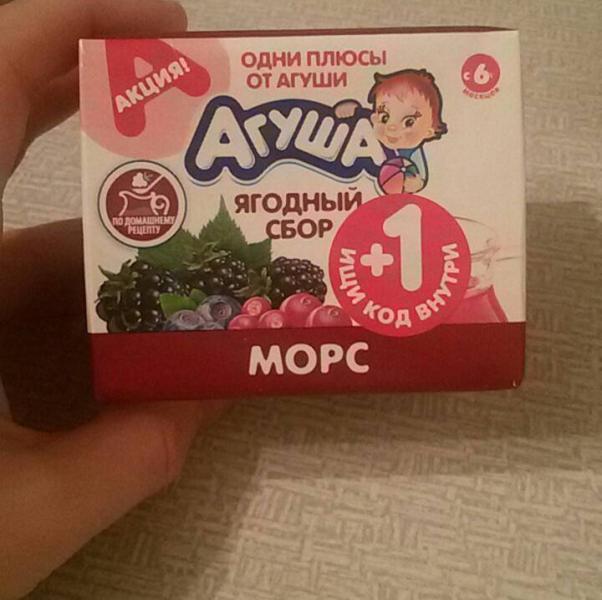 АКЦИЯ!
ОДНИ ПЛЮСЫ
ОТ АГУШИ
с 6
месяцев
АГУША
ЯГОДНЫЙ
СБОР
ПО ДОМАШНЕМУ
РЕЦЕПТУ
+1
ИЩИ КОД ВНУТРИ
МОРС